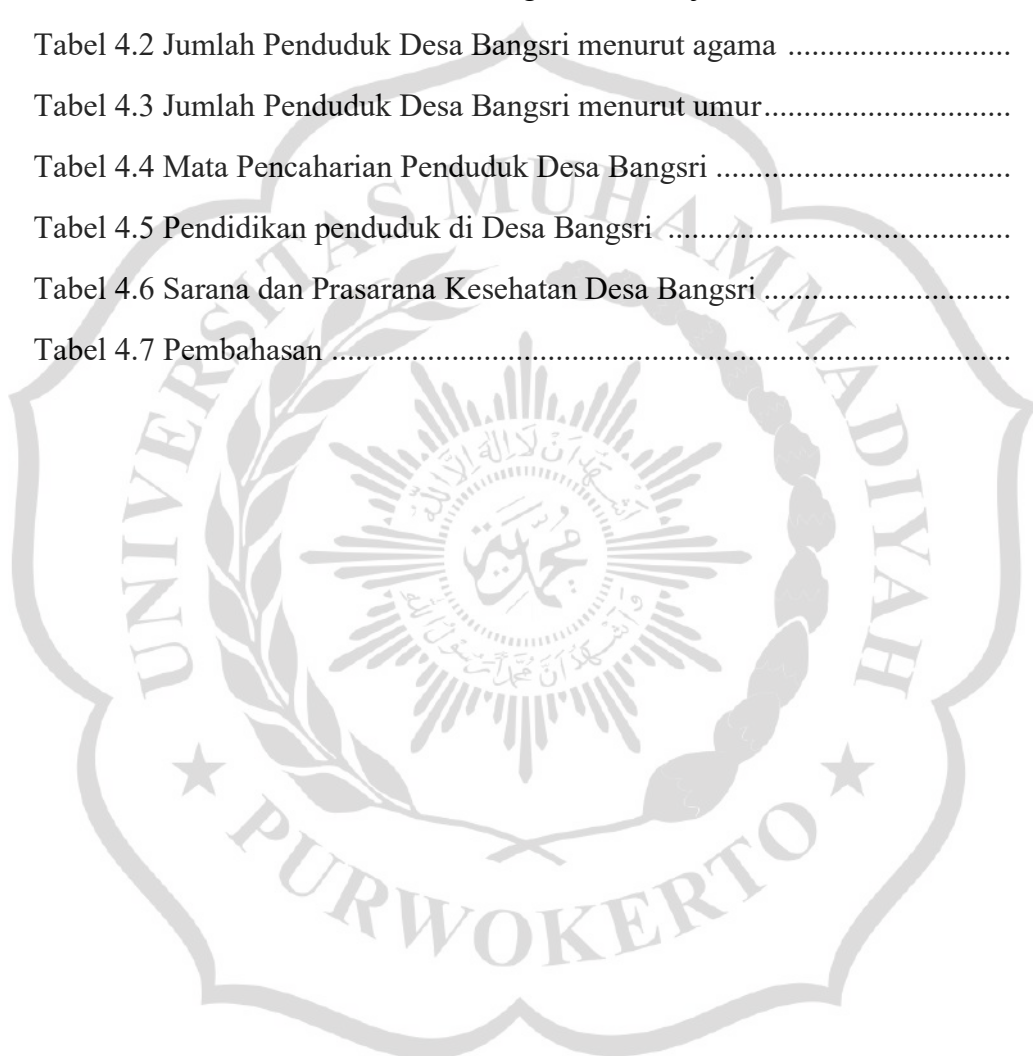 Tabel 4.2 Jumlah Penduduk Desa Bangsri menurut agama ............................
Tabel 4.3 Jumlah Penduduk Desa Bangsri menurut umur...............................
Tabel 4.4 Mata Pencaharian Penduduk Desa Bangsri .....................................
Tabel 4.5 Pendidikan penduduk di Desa Bangsri ...........................................
Tabel 4.6 Sarana dan Prasarana Kesehatan Desa Bangsri ...............................
Tabel 4.7 Pembahasan .....................................................................................
UNIVERSITAS MUHAMMADIYAH
PURWOKERTO